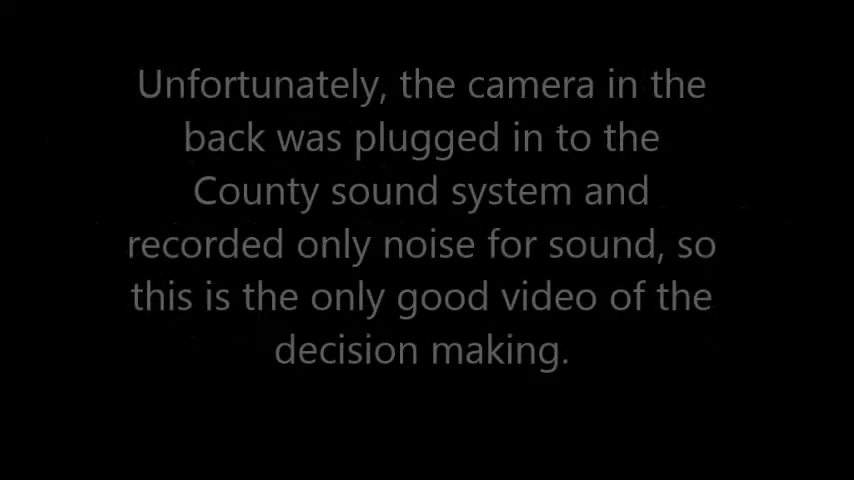 Unfortunately, the camera in the
back was plugged in to the
County sound system and
recorded only noise for sound, so
this is the only good video of the
decision making.